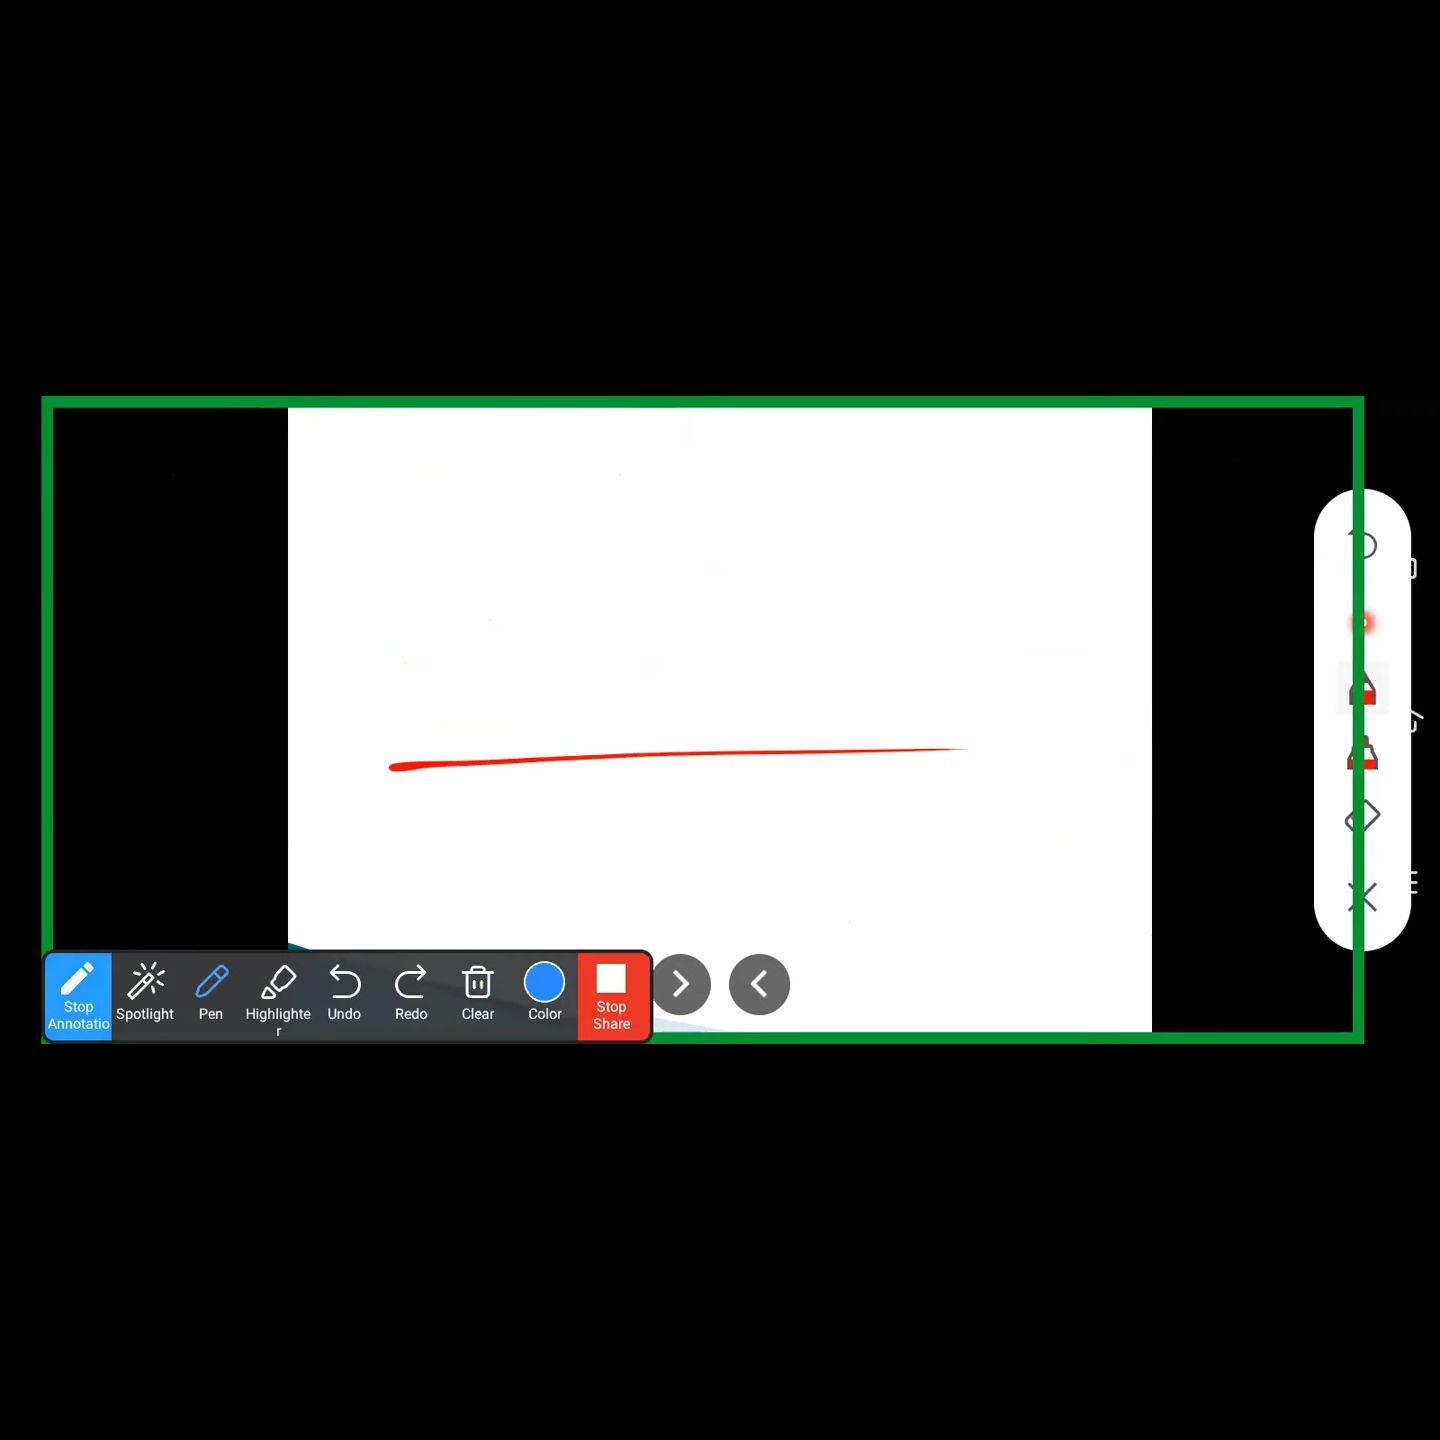 Stop
Annotatio
Spotlight
Pen
Highlighte
r
Undo
Redo
Clear
Color
Stop
Share